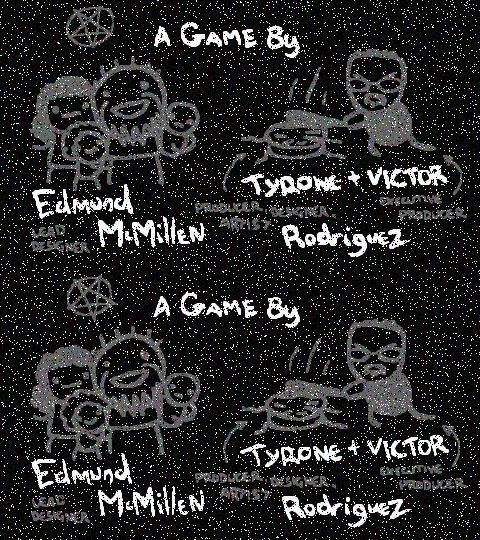 A GAME By
TYRONE + VICTOR
Edmund
PRODUCER, DESIGNER,
EXECUTIVE
LEAD
ARTIST
PRODUCER
DESIGNER
McMillEN
Rodriguez
A GAME By
TYRONE + VICTOR
Edmund
PRODUCER, DESIGNER,
EXECUTIVE
LEAD
ARTIST
PRODUCER
DESIGNER
McMillEN
Rodriguez